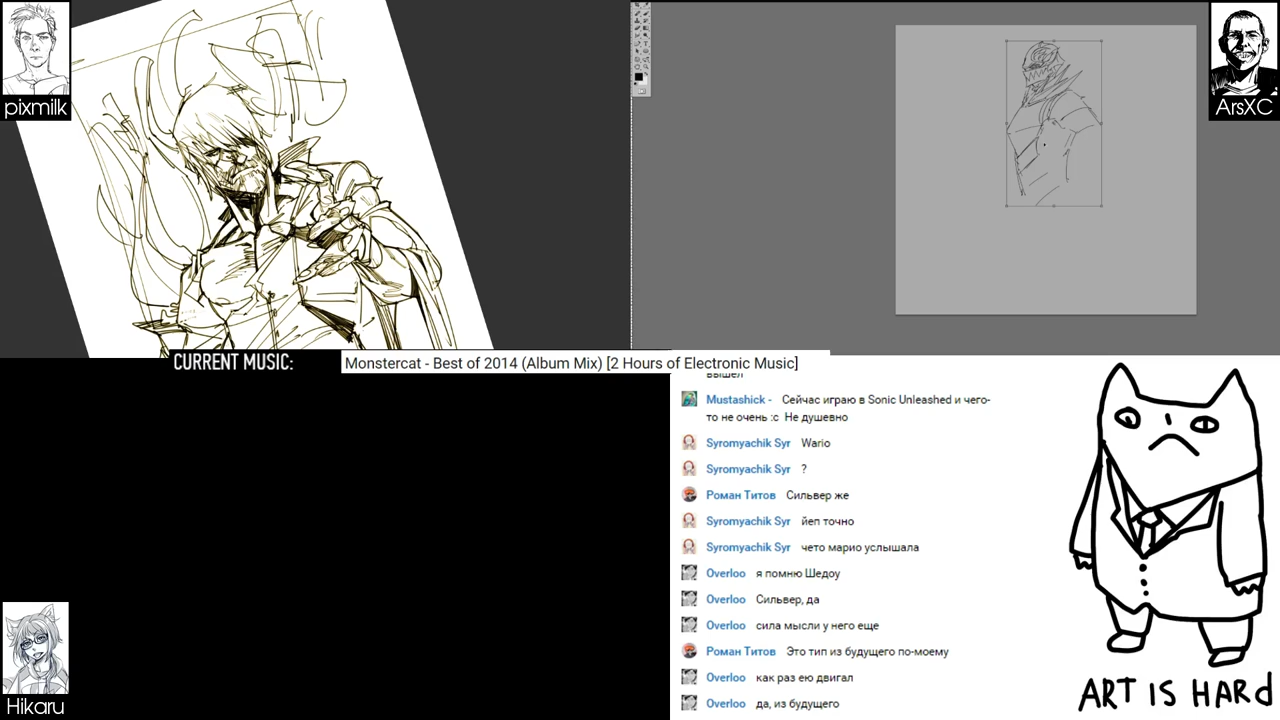 pixmilk
ArsXC
CURRENT MUSIC:
Monstercat - Best of 2014 (Album Mix) [2 Hours of Electronic Music]
вышел
Mustashick - Сейчас играю в Sonic Unleashed и чего-
то не очень :с Не душевно
Syromyachik Syr Wario
Syromyachik Syr ?
Роман Титов Сильвер же
Syromyachik Syr йеп точно
Syromyachik Syr чето марио услышала
Overloo я помню Шедоу
Overloo Сильвер, да
Overloo сила мысли у него еще
Роман Титов Это тип из будущего по-моему
Overloo как раз ею двигал
Overloo да, из будущего
Hikaru
ART IS HARd